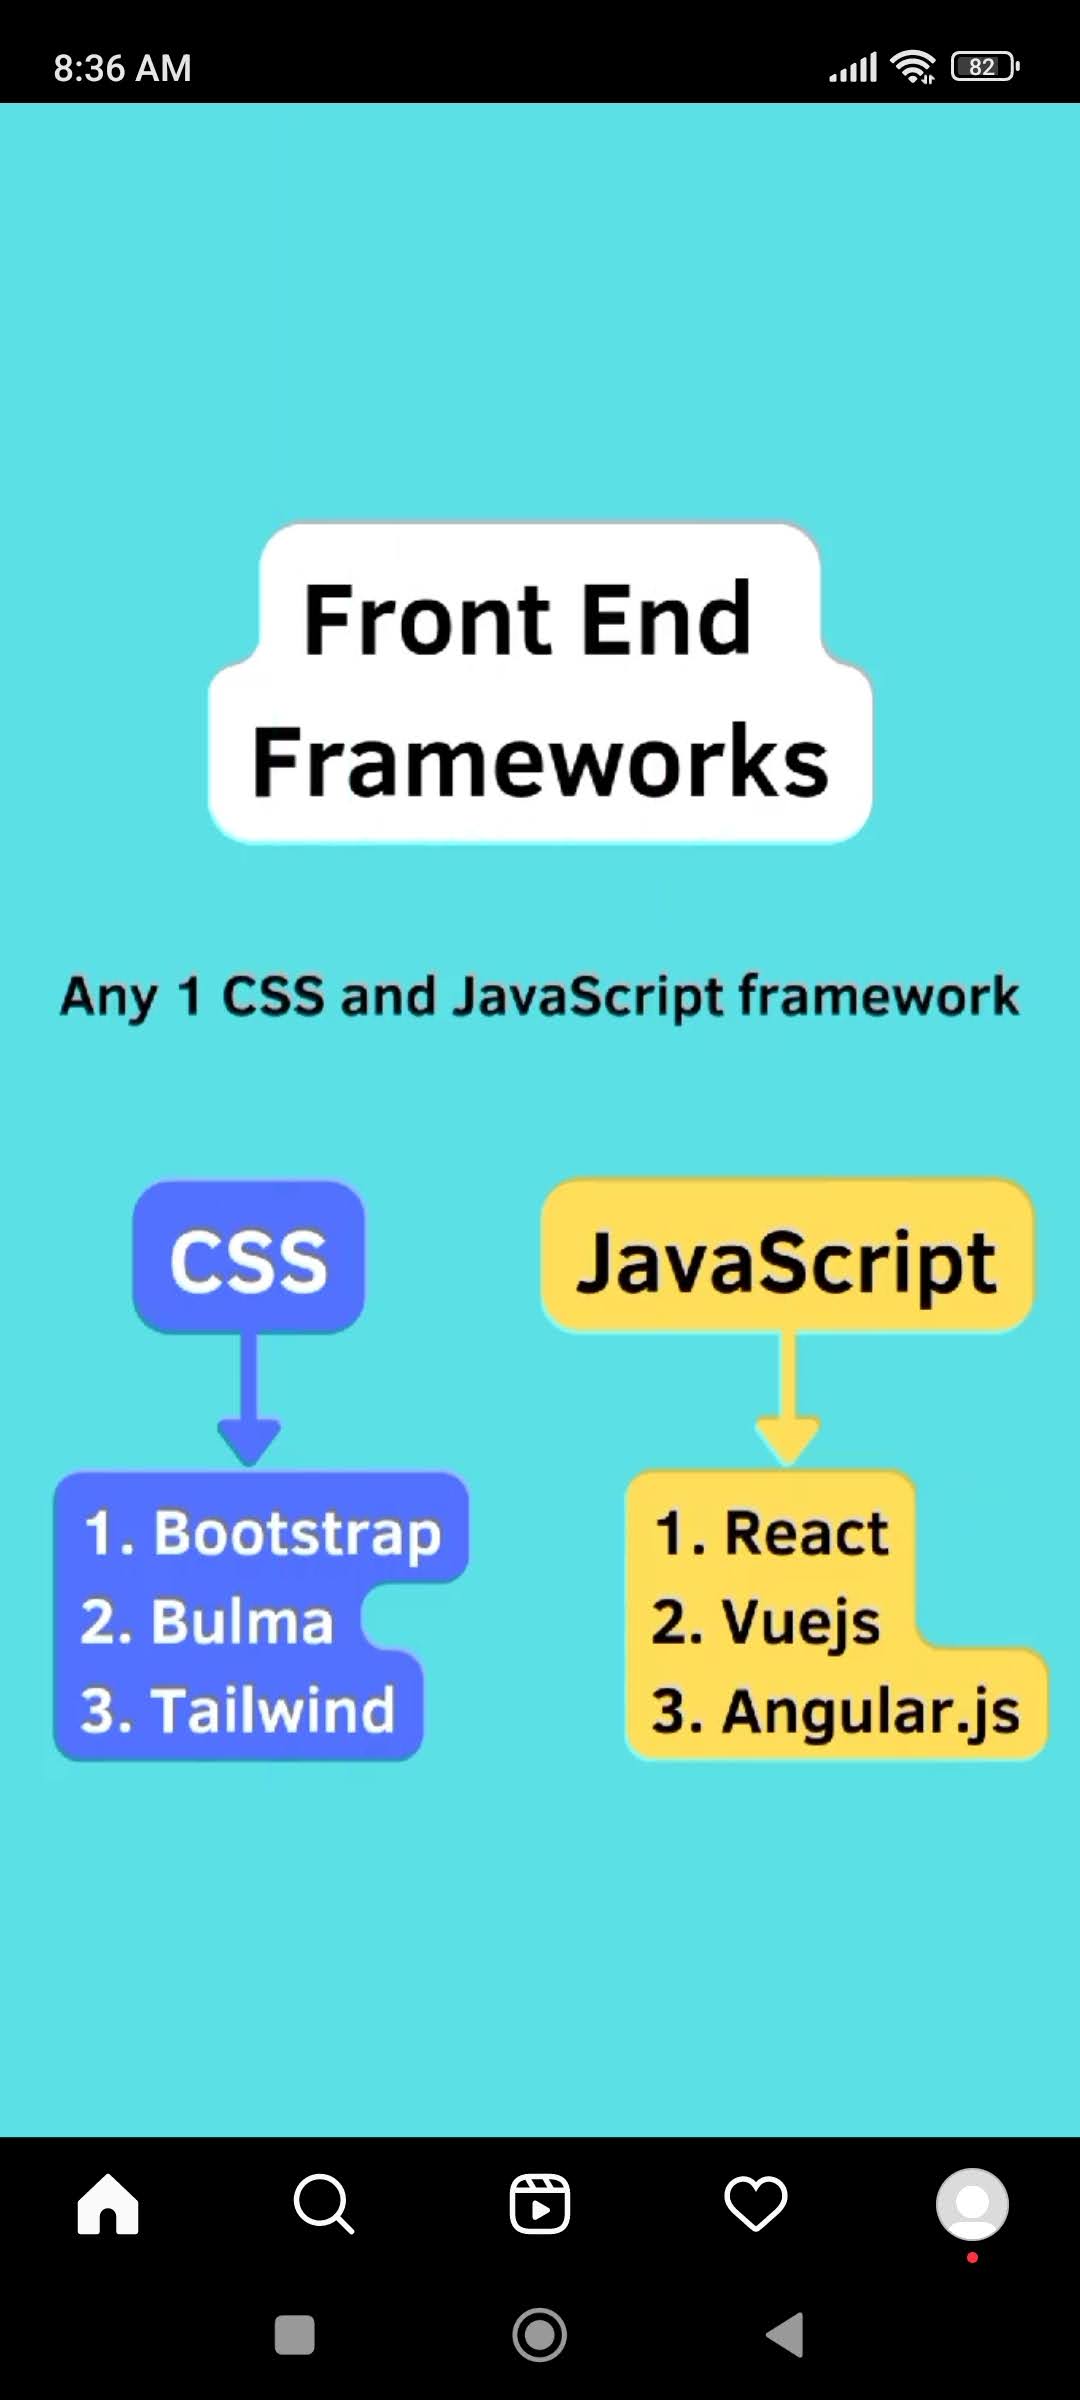 8:36 AM
82
Front End
Frameworks
Any 1 CSS and JavaScript framework
CSS
1. Bootstrap
2. Bulma
3. Tailwind
JavaScript
1. React
2. Vuejs
3. Angular.js